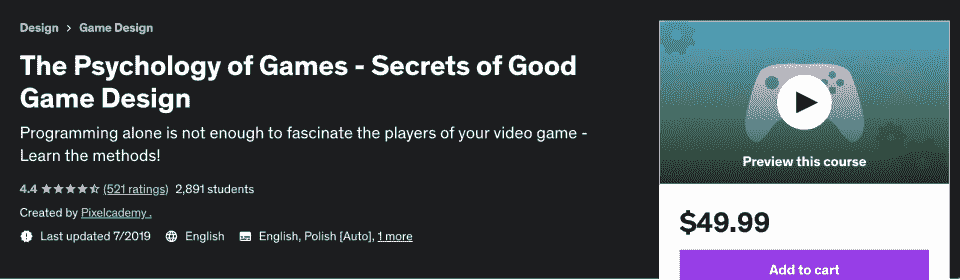 Design > Game Design
The Psychology of Games - Secrets of Good
Game Design
Programming alone is not enough to fascinate the players of your video game -
Learn the methods!
4.4 (521 ratings) 2,891 students
Created by Pixelcademy .
Last updated 7/2019 English English, Polish [Auto], 1 more
Preview this course
$49.99
Add to cart